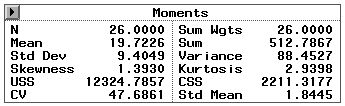 Moments
N 26.0000 Sum Wgts 26.0000
Mean 19.7226 Sum 512.7867
Std Dev 9.4049 Variance 88.4527
Skewness 1.3930 Kurtosis 2.9398
USS 12324.7857 CSS 2211.3177
CV 47.6861 Std Mean 1.8445